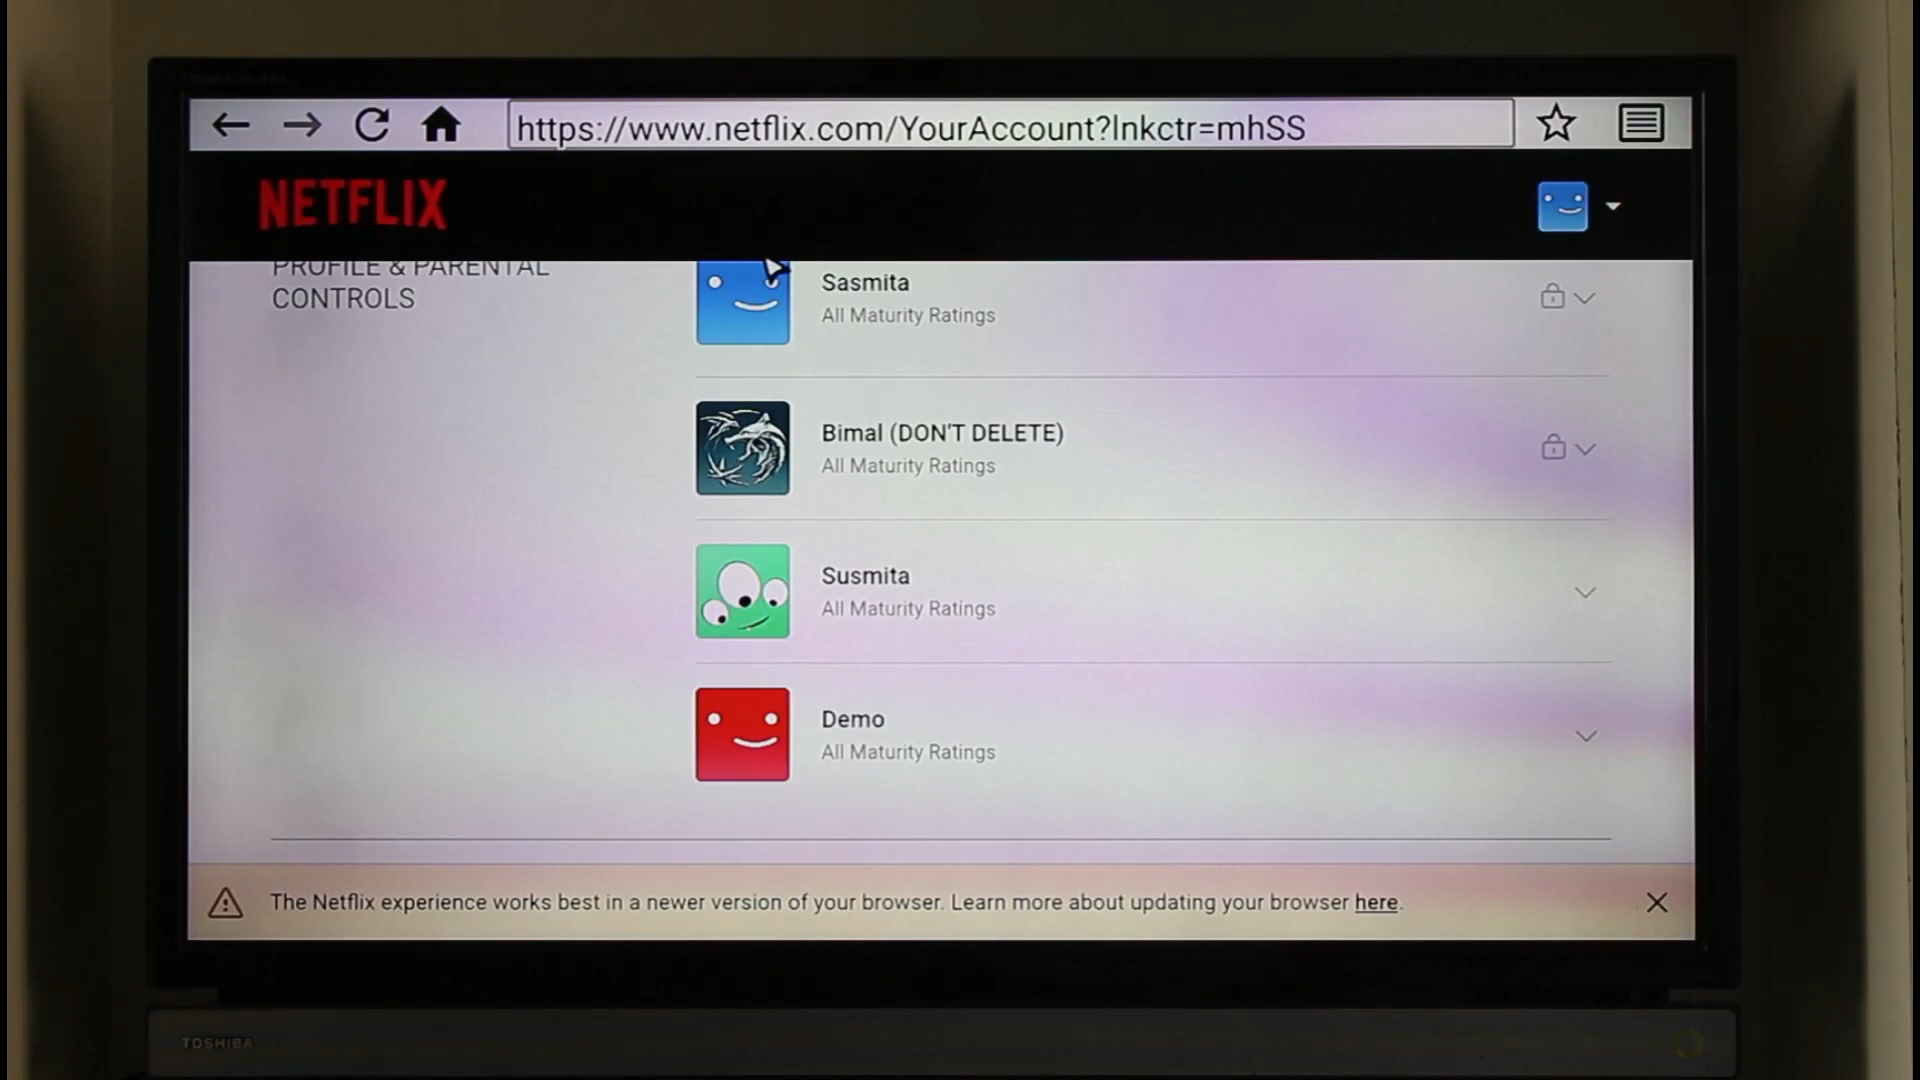 https://www.netflix.com/YourAccount?lnkctr=mhSS
NETFLIX
PROFILE & PARENTAL
CONTROLS
Sasmita
All Maturity Ratings
Bimal (DON'T DELETE)
All Maturity Ratings
Susmita
All Maturity Ratings
Demo
All Maturity Ratings
The Netflix experience works best in a newer version of your browser. Learn more about updating your browser here.
TOSHIBA